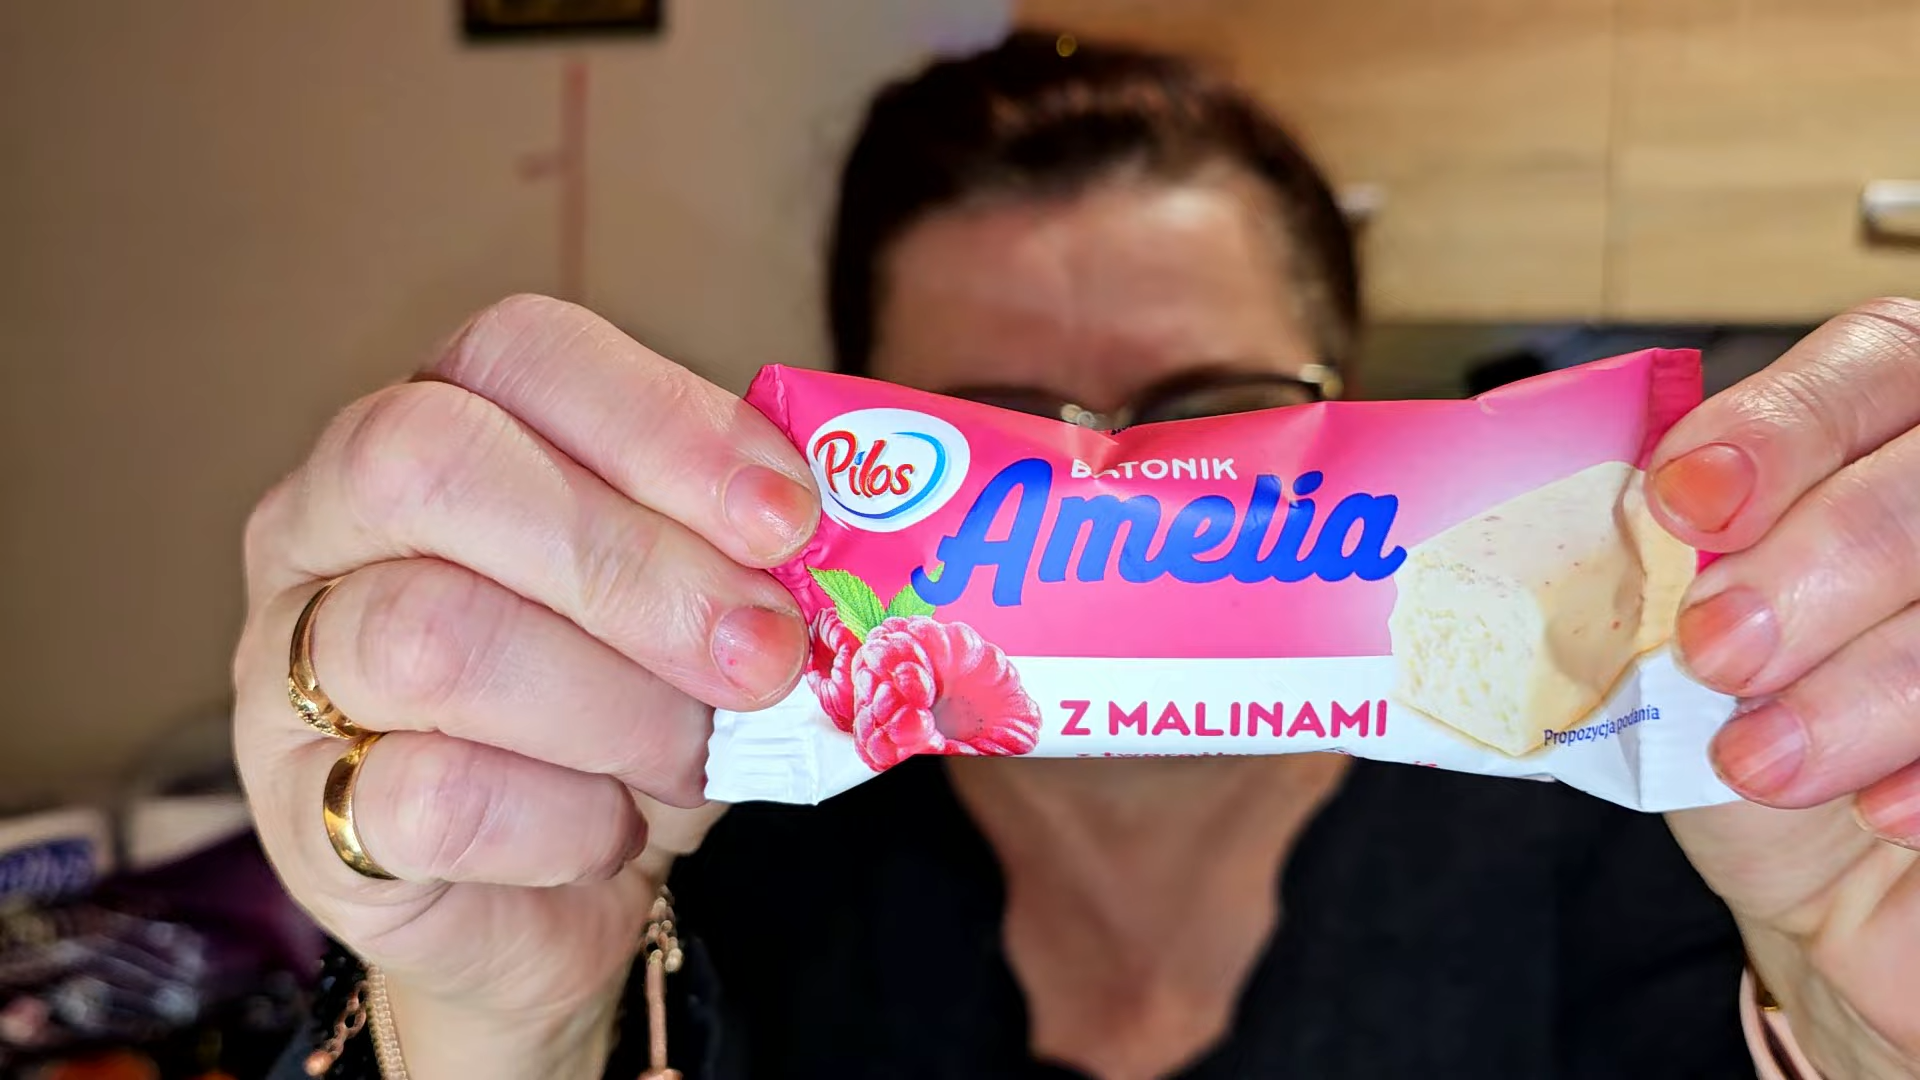 Pilos
BATONIK
Amelia
Z MALINAMI
Propozycja podania